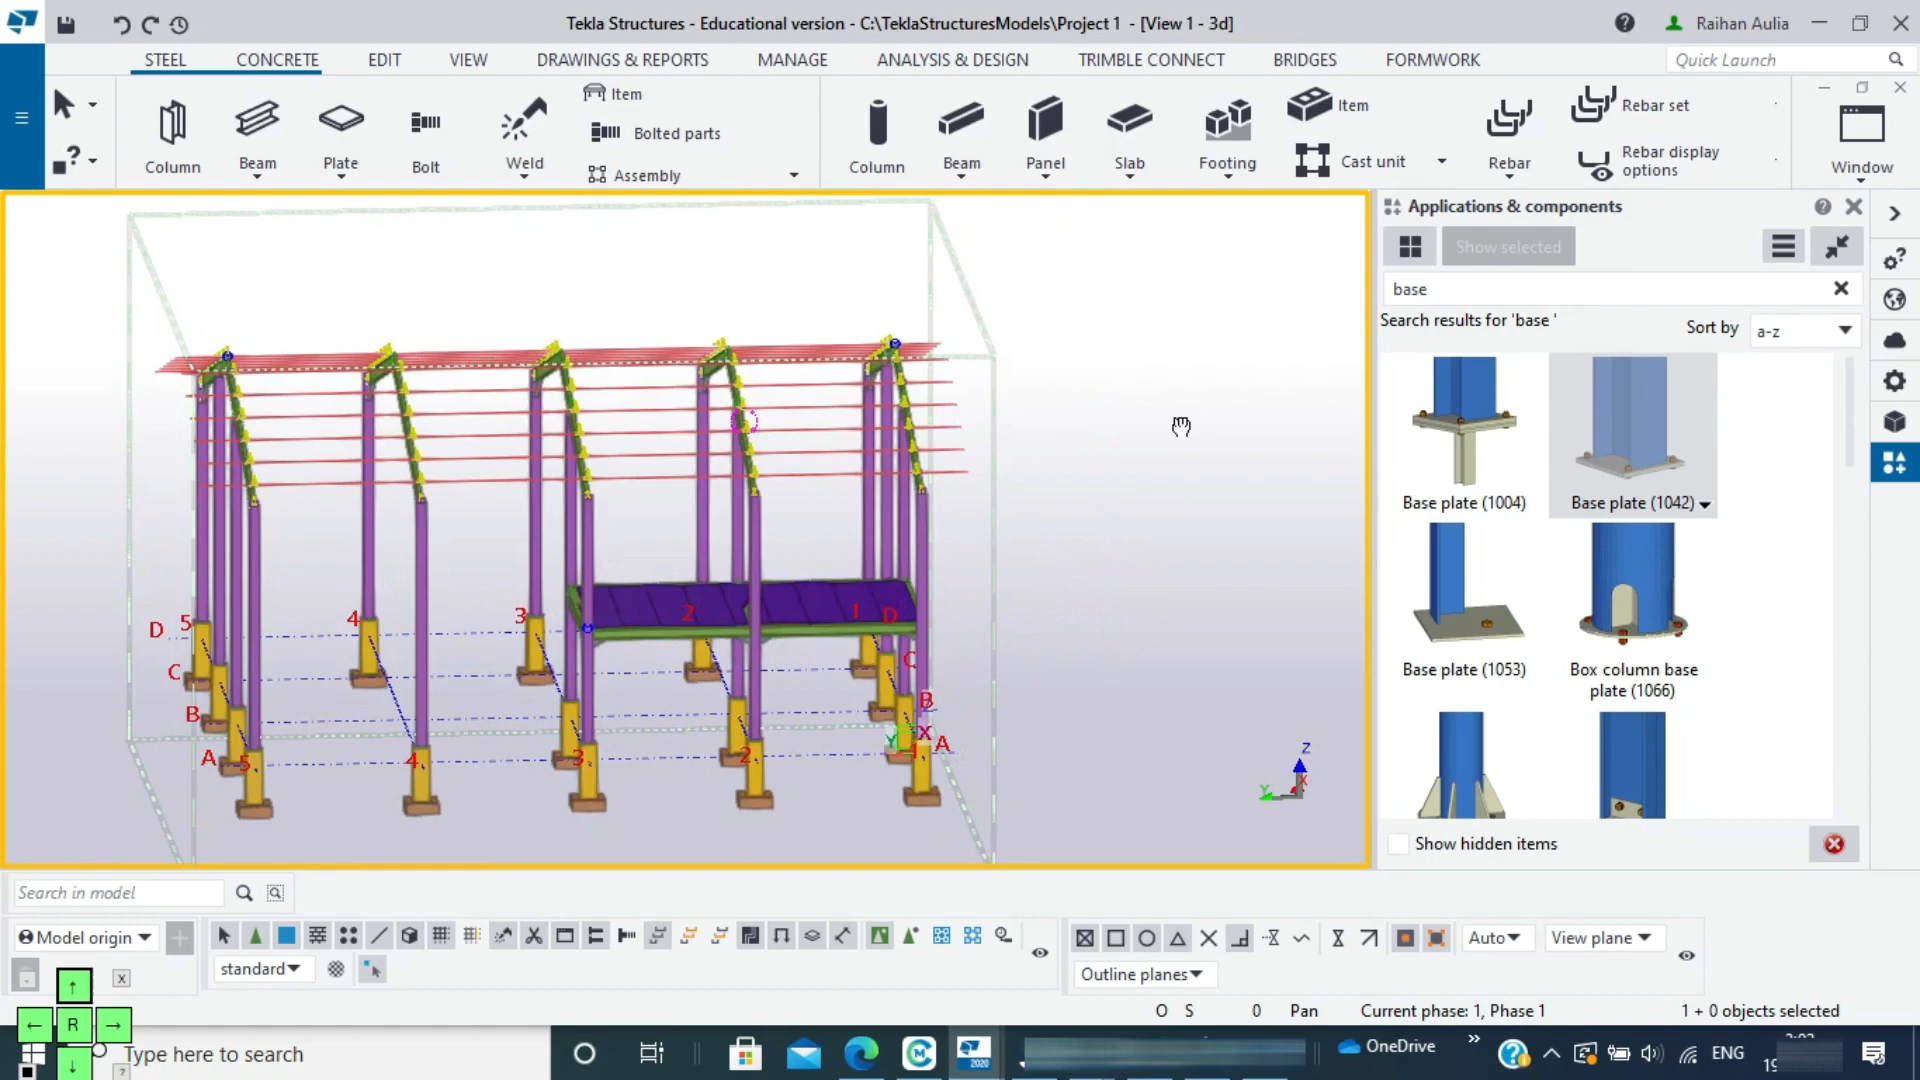 Tekla Structures - Educational version - C:\TeklaStructuresModels\Project 1 - [View 1 - 3d]
Raihan Aulia
STEEL CONCRETE EDIT VIEW DRAWINGS & REPORTS MANAGE ANALYSIS & DESIGN TRIMBLE CONNECT BRIDGES FORMWORK
Quick Launch
Column Beam Plate Bolt Weld
Item
Bolted parts
Assembly
Column Beam Panel Slab Footing
Item
Cast unit
Rebar
Rebar set
Rebar display
options
Window
Applications & components
Show selected
base
Search results for 'base '
Sort by a-z
Base plate (1004)
Base plate (1042)
Base plate (1053)
Box column base
plate (1066)
Show hidden items
D 5 4 3 2 1 D
C C
B B
A 5 4 3 2 1 A
Y X
Z
X
Y
Search in model
Model origin
standard
Auto
View plane
Outline planes
O S 0 Pan Current phase: 1, Phase 1 1 + 0 objects selected
X
↑
← R →
↓
?
Type here to search
2020
OneDrive
ENG